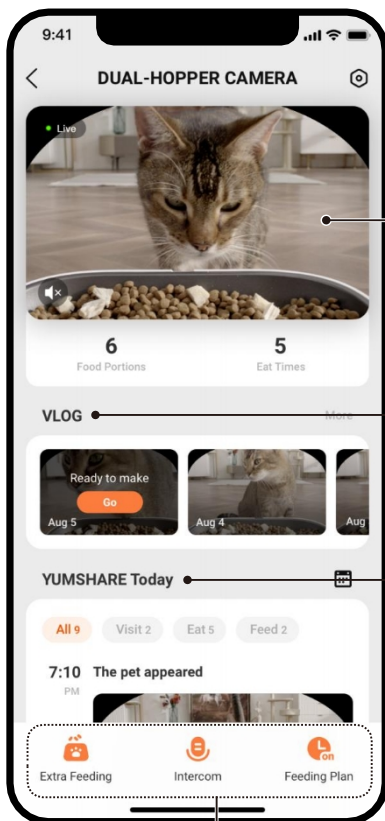 9:41
DUAL-HOPPER CAMERA
Live
6 5
Food Portions Eat Times
VLOG More
Ready to make
Go
Aug 5 Aug 4 Aug
YUMSHARE Today
All 9 Visit 2 Eat 5 Feed 2
7:10 The pet appeared
PM
on
Extra Feeding Intercom Feeding Plan